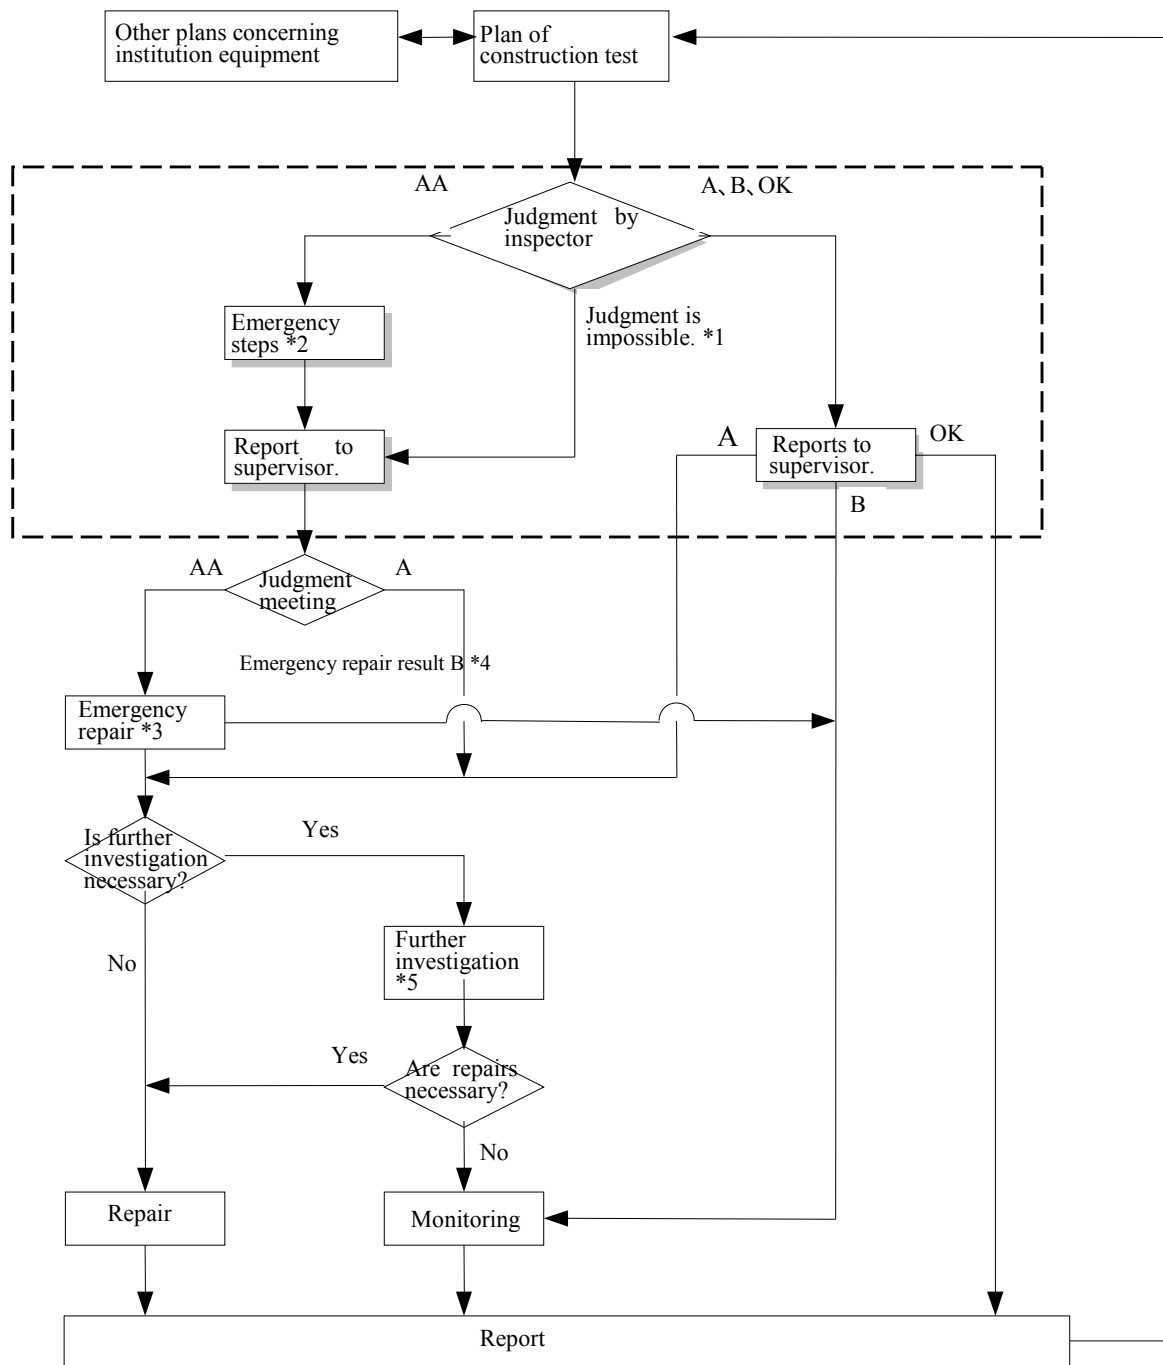 Other plans concerning
institution equipment
Plan of
construction test
AA
A、B、OK
Judgment by
inspector
Emergency
steps *2
Judgment is
impossible. *1
Report to
supervisor.
A
Reports to
supervisor.
OK
B
AA
Judgment
meeting
A
Emergency repair result B *4
Emergency
repair *3
Is further
investigation
necessary?
Yes
Further
investigation
*5
No
Yes
Are repairs
necessary?
No
Repair
Monitoring
Report